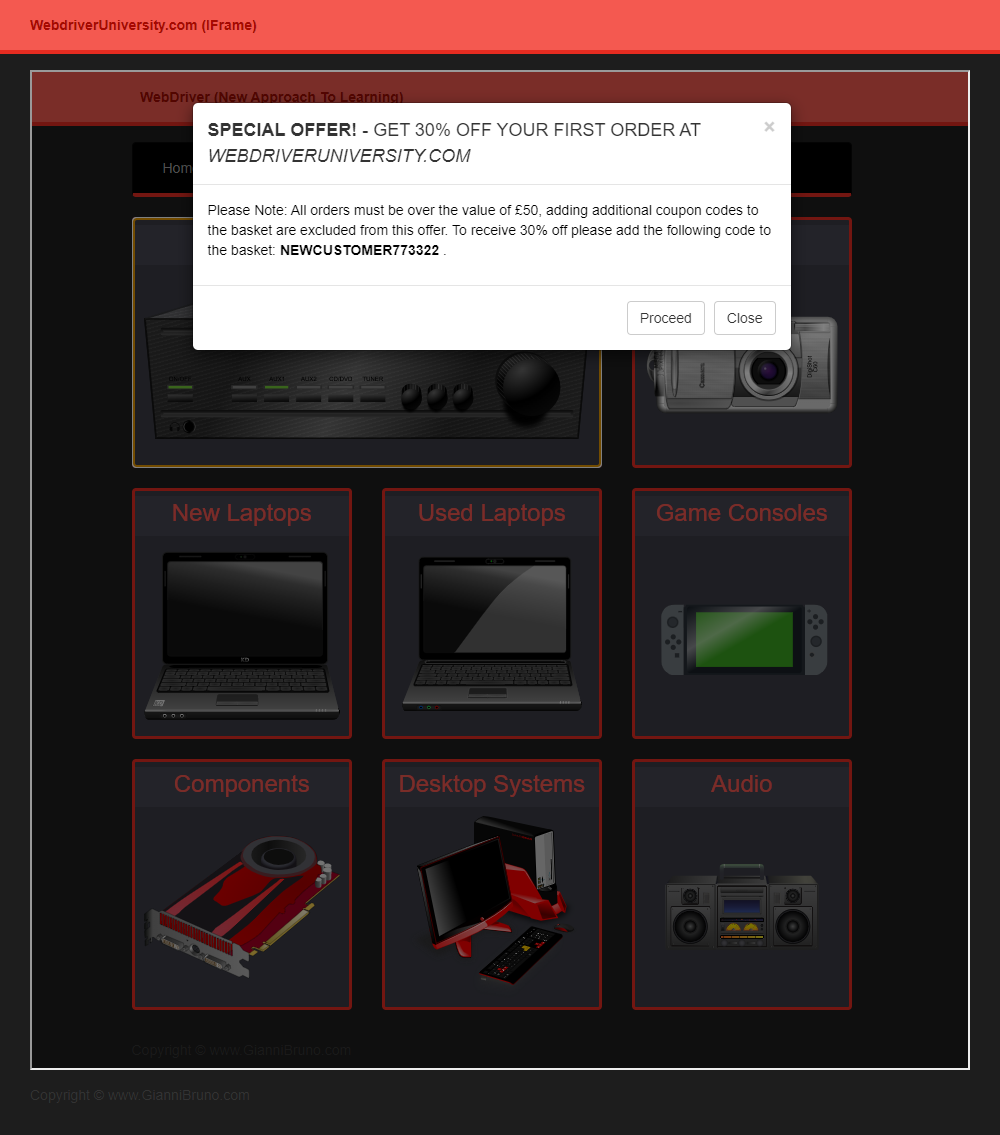 WebdriverUniversity.com (IFrame)
WebDriver (New Approach To Learning)
SPECIAL OFFER! - GET 30% OFF YOUR FIRST ORDER AT
WEBDRIVERUNIVERSITY.COM
×
Hom
Please Note: All orders must be over the value of £50, adding additional coupon codes to
the basket are excluded from this offer. To receive 30% off please add the following code to
the basket: NEWCUSTOMER773322 .
Proceed
Close
AUX2 CD/DVD TUNER
New Laptops
Used Laptops
Game Consoles
Components
Desktop Systems
Audio
Copyright © www.GianniBruno.com
Copyright © www.GianniBruno.com